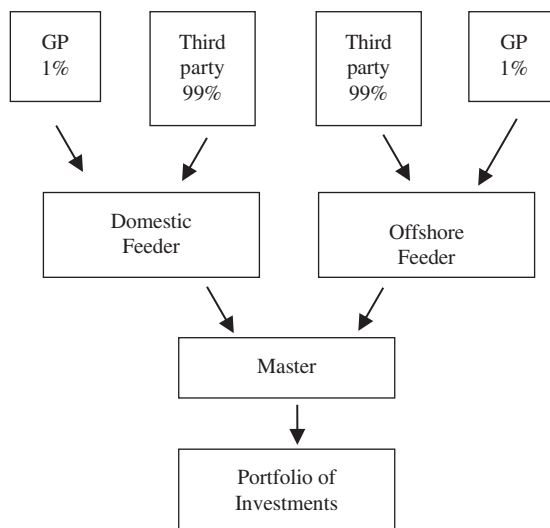 GP
1%
Third
party
99%
Third
party
99%
GP
1%
Domestic
Feeder
Offshore
Feeder
Master
Portfolio of
Investments